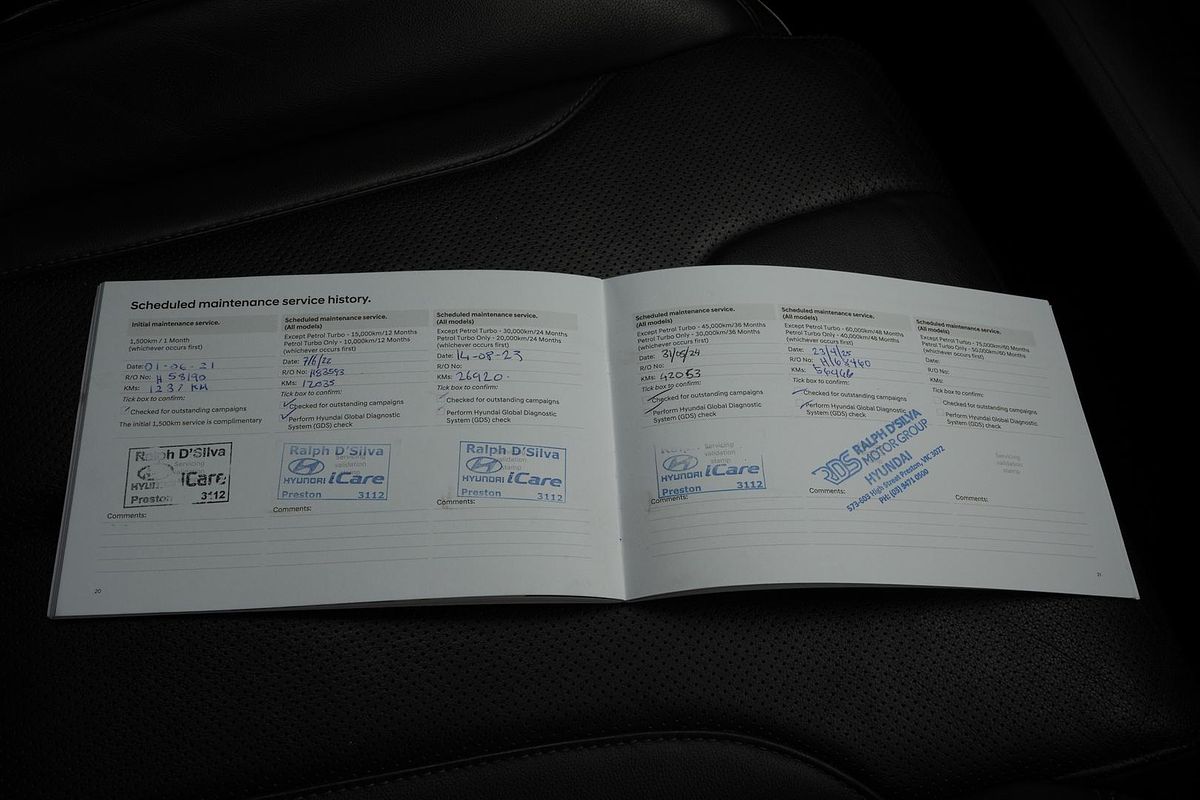 Scheduled maintenance service history.
Initial maintenance service.
1,500km / 1 Month
(whichever occurs first)
Date: 01-06-21
R/O No: H 58190
KMs: 1237 KM
Tick box to confirm:
Checked for outstanding campaigns
The initial 1,500km service is complimentary
Ralph D'Silva
HYUNDAI iCare
Preston 3112
Comments:
20
Scheduled maintenance service.
(All models)
Except Petrol Turbo - 15,000km/12 Months
Petrol Turbo Only - 10,000km/12 Months
(whichever occurs first)
Date: 7/6/22
R/O No: H83593
KMs: 12035
Tick box to confirm:
Checked for outstanding campaigns
Perform Hyundai Global Diagnostic
System (GDS) check
Ralph D'Silva
Servicing
validation
stamp
HYUNDAI iCare
Preston 3112
Comments:
Scheduled maintenance service.
(All models)
Except Petrol Turbo - 30,000km/24 Months
Petrol Turbo Only - 20,000km/24 Months
(whichever occurs first)
Date: 14-08-23
R/O No:
KMs: 26920.
Tick box to confirm:
Checked for outstanding campaigns
Perform Hyundai Global Diagnostic
System (GDS) check
Ralph D'Silva
HYUNDAI iCare
Preston 3112
Comments:
Scheduled maintenance service.
(All models)
Except Petrol Turbo - 45,000km/36 Months
Petrol Turbo Only - 30,000km/36 Months
(whichever occurs first)
Date: 31/05/24
R/O No:
KMs: 42053
Tick box to confirm:
Checked for outstanding campaigns
Perform Hyundai Global Diagnostic
System (GDS) check
Servicing
validation
stamp
HYUNDAI iCare
Preston 3112
Comments:
Scheduled maintenance service.
(All models)
Except Petrol Turbo - 60,000km/48 Months
Petrol Turbo Only - 40,000km/48 Months
(whichever occurs first)
Date: 23/4/25
R/O No:
KMs:
Tick box to confirm:
Checked for outstanding campaigns
Perform Hyundai Global Diagnostic
System (GDS) check
RDS RALPH D'SILVA
MOTOR GROUP
HYUNDAI
573-603 High Street Preston, VIC 3072
PH: (03) 8471 0500
Comments:
Scheduled maintenance service.
(All models)
Except Petrol Turbo - 75,000km/60 Months
Petrol Turbo Only - 50,000km/60 Months
(whichever occurs first)
Date:
R/O No:
KMs:
Tick box to confirm:
Checked for outstanding campaigns
Perform Hyundai Global Diagnostic
System (GDS) check
Servicing
validation
stamp
Comments:
21